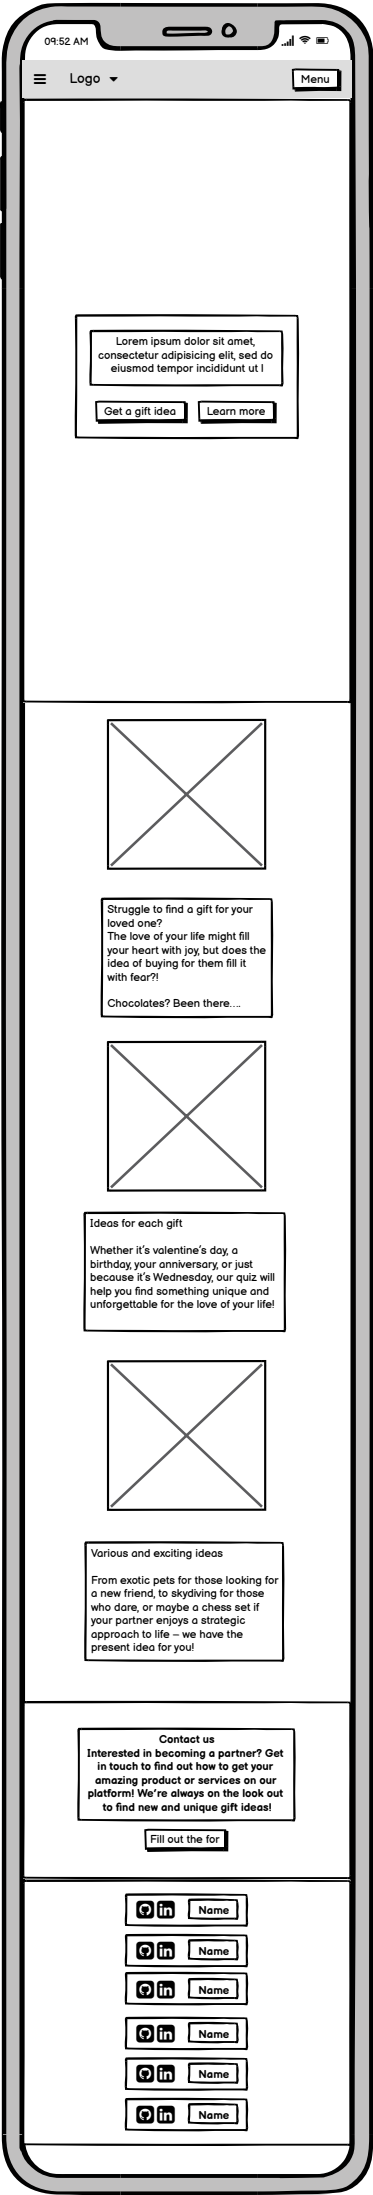 09:52 AM
Logo
Menu
Lorem ipsum dolor sit amet,
consectetur adipisicing elit, sed do
eiusmod tempor incididunt ut l
Get a gift idea
Learn more
Struggle to find a gift for your
loved one?
The love of your life might fill
your heart with joy, but does the
idea of buying for them fill it
with fear?!
Chocolates? Been there....
Ideas for each gift
Whether it's valentine's day, a
birthday, your anniversary, or just
because it's Wednesday, our quiz will
help you find something unique and
unforgettable for the love of your life!
Various and exciting ideas
From exotic pets for those looking for
a new friend, to skydiving for those
who dare, or maybe a chess set if
your partner enjoys a strategic
approach to life – we have the
present idea for you!
Contact us
Interested in becoming a partner? Get
in touch to find out how to get your
amazing product or services on our
platform! We're always on the look out
to find new and unique gift ideas!
Fill out the for
in Name
in Name
in Name
in Name
in Name
in Name